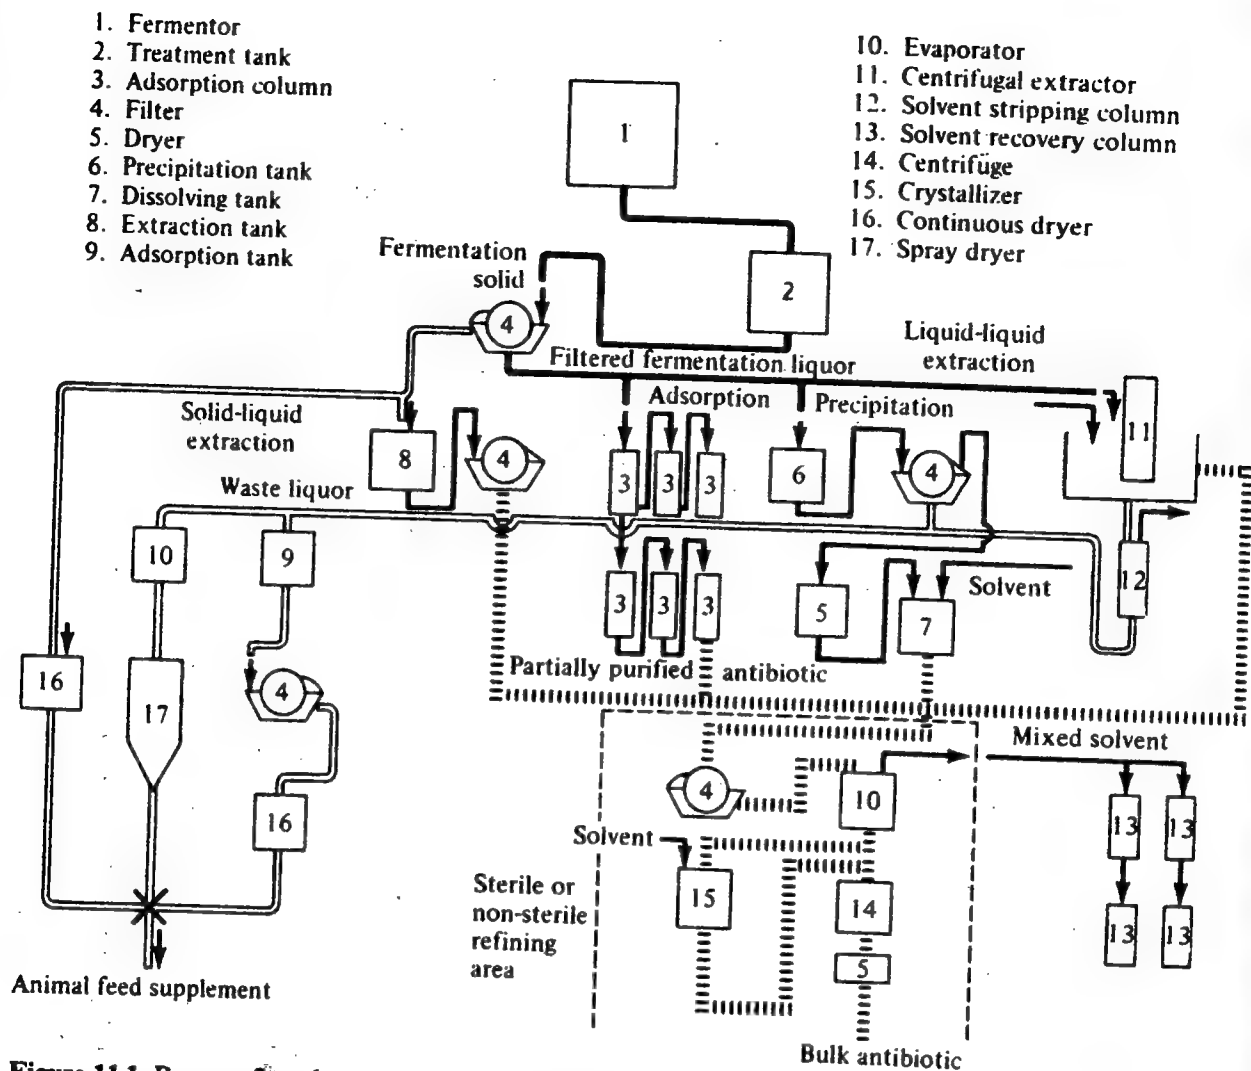 1. Fermentor
2. Treatment tank
3. Adsorption column
4. Filter
5. Dryer
6. Precipitation tank
7. Dissolving tank
8. Extraction tank
9. Adsorption tank
10. Evaporator
11. Centrifugal extractor
12. Solvent stripping column
13. Solvent recovery column
14. Centrifuge
15. Crystallizer
16. Continuous dryer
17. Spray dryer
1
2
Fermentation
solid
4
Liquid-liquid
extraction
Filtered fermentation liquor
Adsorption
Precipitation
Solid-liquid
extraction
8
4
3
3
3
6
4
11
Waste liquor
10
9
3
3
3
5
7
Solvent
12
Partially purified antibiotic
16
17
4
16
Mixed solvent
4
10
13
13
Solvent
15
14
13
13
5
Sterile or
non-sterile
refining
area
Animal feed supplement
Bulk antibiotic
Figure 11.1